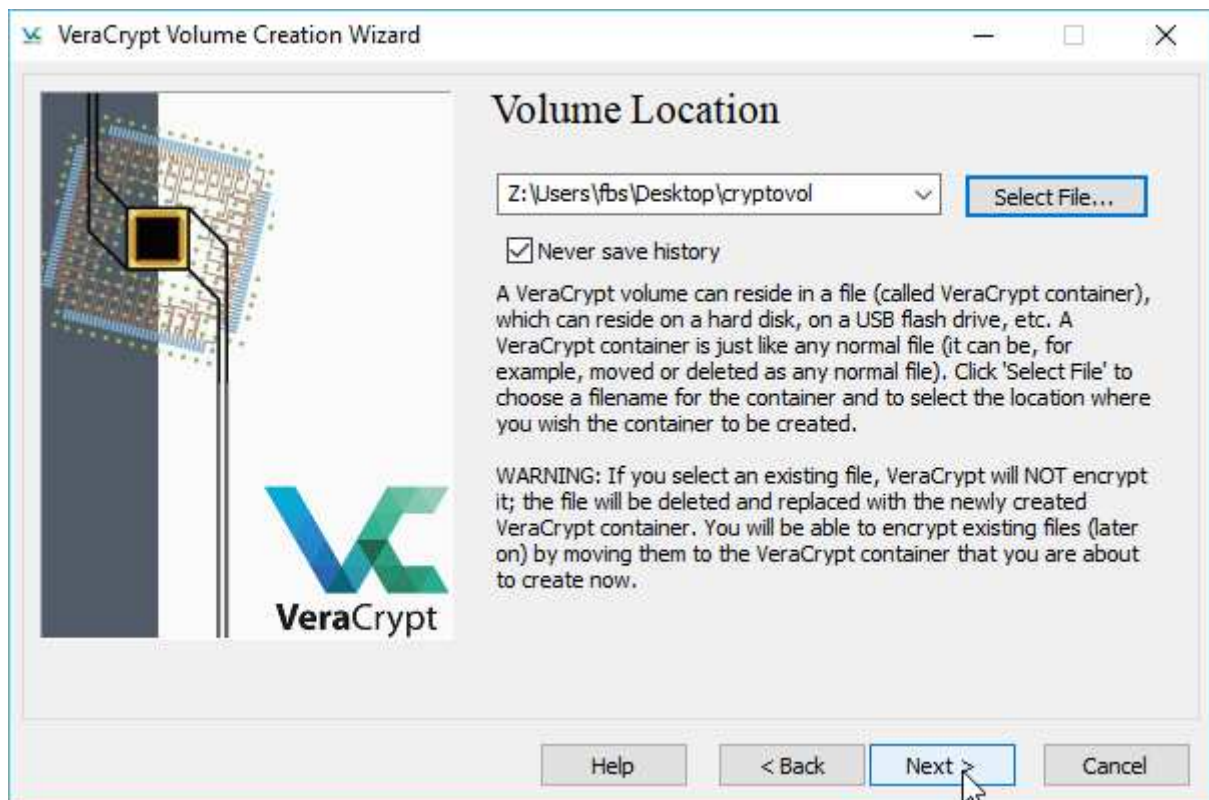 VeraCrypt Volume Creation Wizard
Volume Location
Z:\Users\fbs\Desktop\cryptovol
Select File...
Never save history
A VeraCrypt volume can reside in a file (called VeraCrypt container),
which can reside on a hard disk, on a USB flash drive, etc. A
VeraCrypt container is just like any normal file (it can be, for
example, moved or deleted as any normal file). Click 'Select File' to
choose a filename for the container and to select the location where
you wish the container to be created.
WARNING: If you select an existing file, VeraCrypt will NOT encrypt
it; the file will be deleted and replaced with the newly created
VeraCrypt container. You will be able to encrypt existing files (later
on) by moving them to the VeraCrypt container that you are about
to create now.
VeraCrypt
Help
< Back
Next >
Cancel